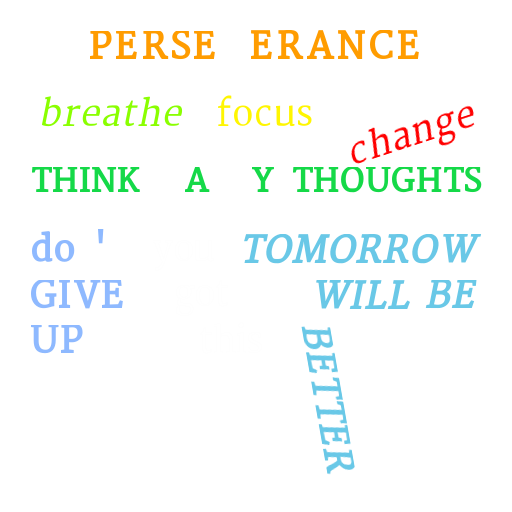 PERSE ERANCE
breathe focus
change
THINK A Y THOUGHTS
do '
GIVE
UP
TOMORROW
WILL BE
BETTER